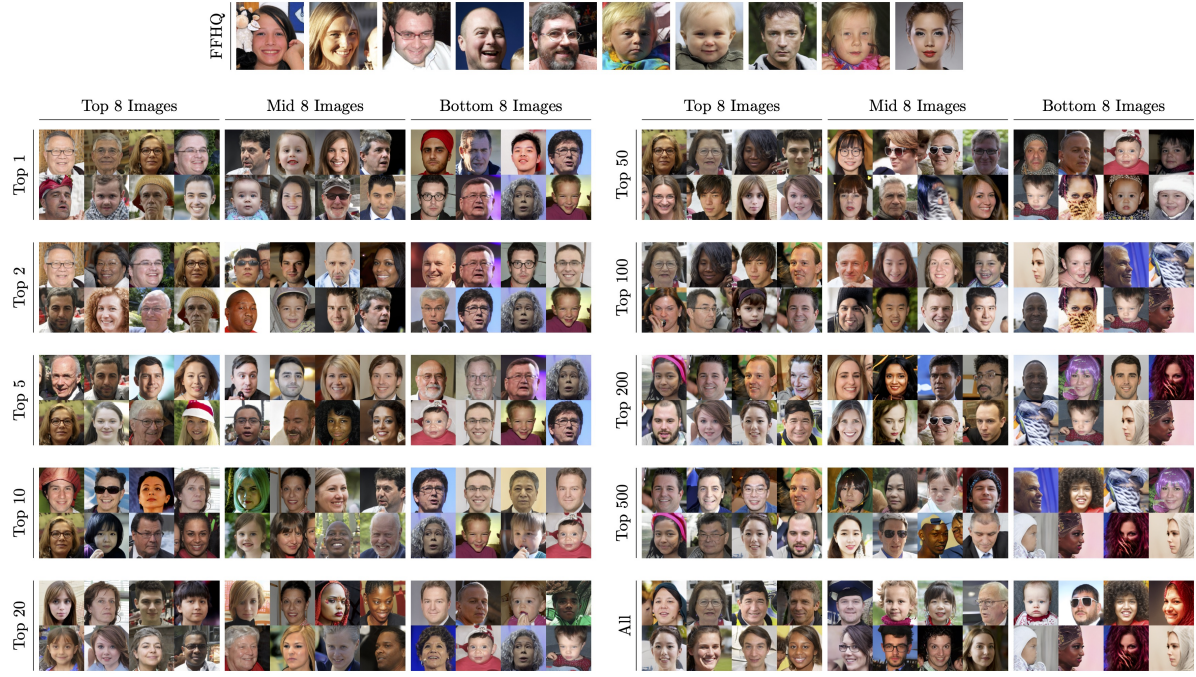 FFHQ
Top 8 Images Mid 8 Images Bottom 8 Images Top 8 Images Mid 8 Images Bottom 8 Images
Top 1
Top 50
Top 2
Top 100
Top 5
Top 200
Top 10
Top 500
Top 20
All